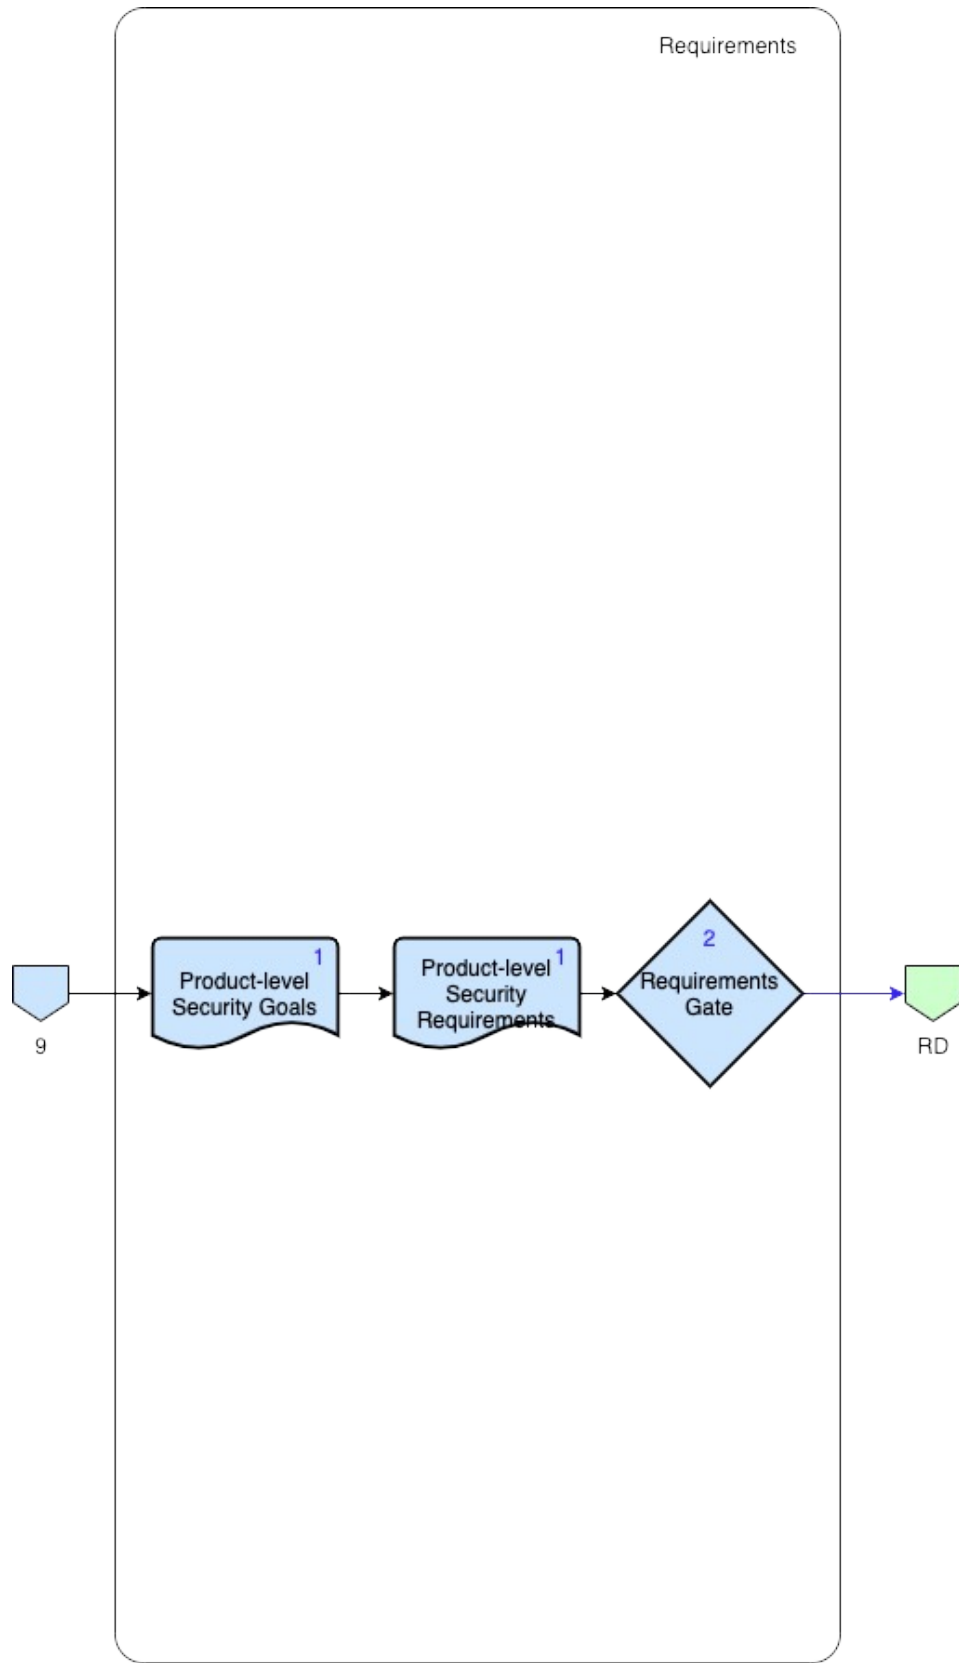 Requirements
9
1
Product-level
Security Goals
1
Product-level
Security
Requirements
2
Requirements
Gate
RD